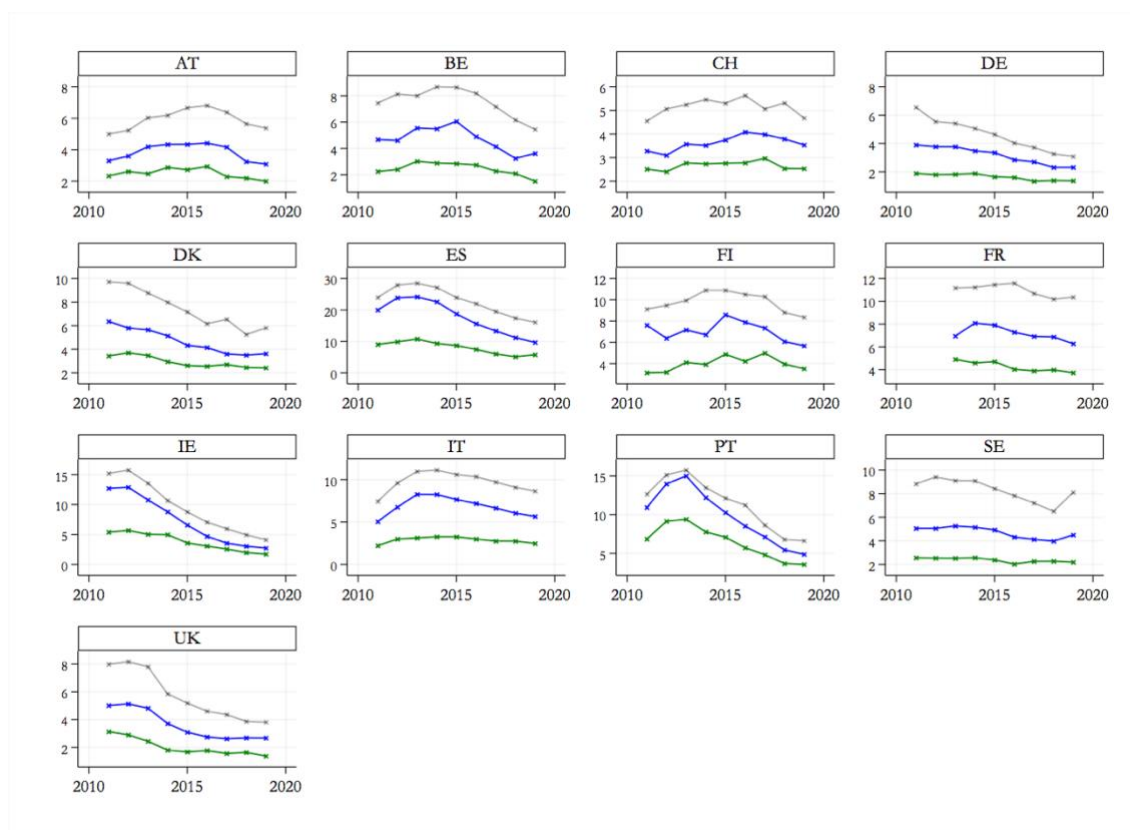 AT BE CH DE
8 8 6 8
6 6 5 6
4 4 4 4
2 2 3 2
2
2010 2015 2020 2010 2015 2020 2010 2015 2020 2010 2015 2020
DK ES FI FR
10 30 12 12
8 20 10 10
6 10 8 8
4 0 6 6
2 4 4
2010 2015 2020 2010 2015 2020 2010 2015 2020 2010 2015 2020
IE IT PT SE
15 10 15 10
10 5 10 8
5 0 5 6
0 4
2
2010 2015 2020 2010 2015 2020 2010 2015 2020 2010 2015 2020
UK
8
6
4
2
2010 2015 2020